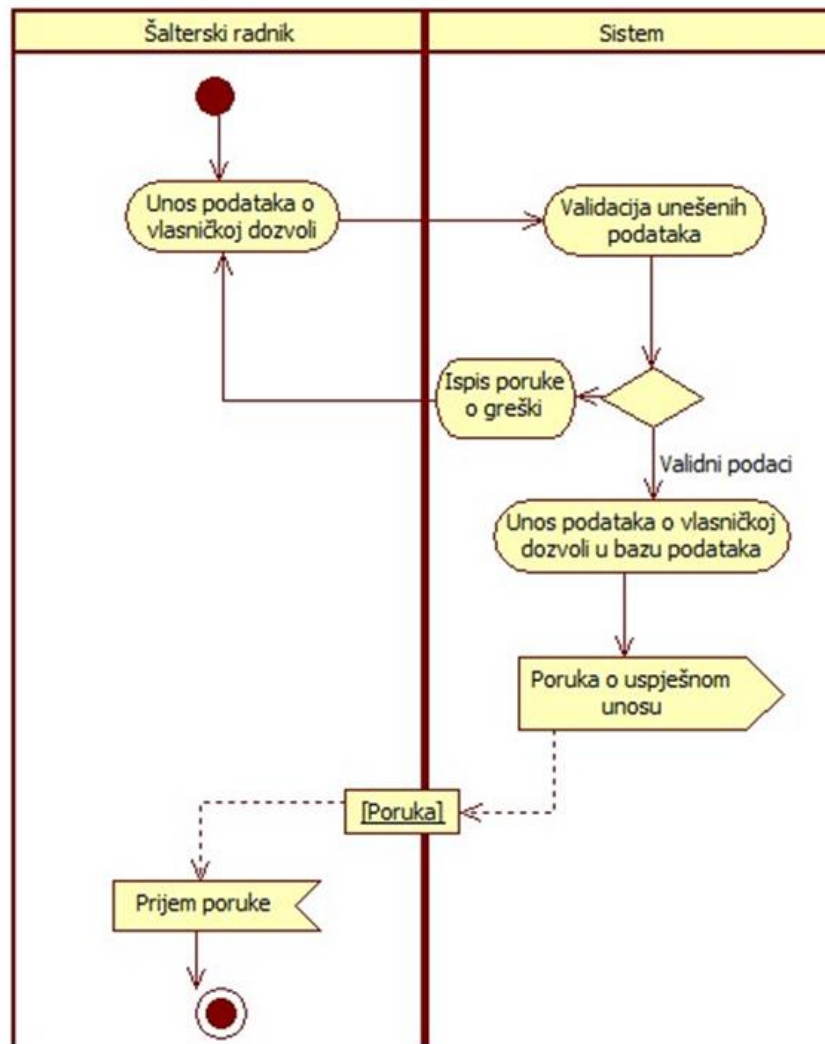 Šalterski radnik
Sistem
Unos podataka o
vlasničkoj dozvoli
Validacija unešenih
podataka
Ispis poruke
o greški
Validni podaci
Unos podataka o vlasničkoj
dozvoli u bazu podataka
Poruka o uspješnom
unosu
[Poruka]
Prijem poruke